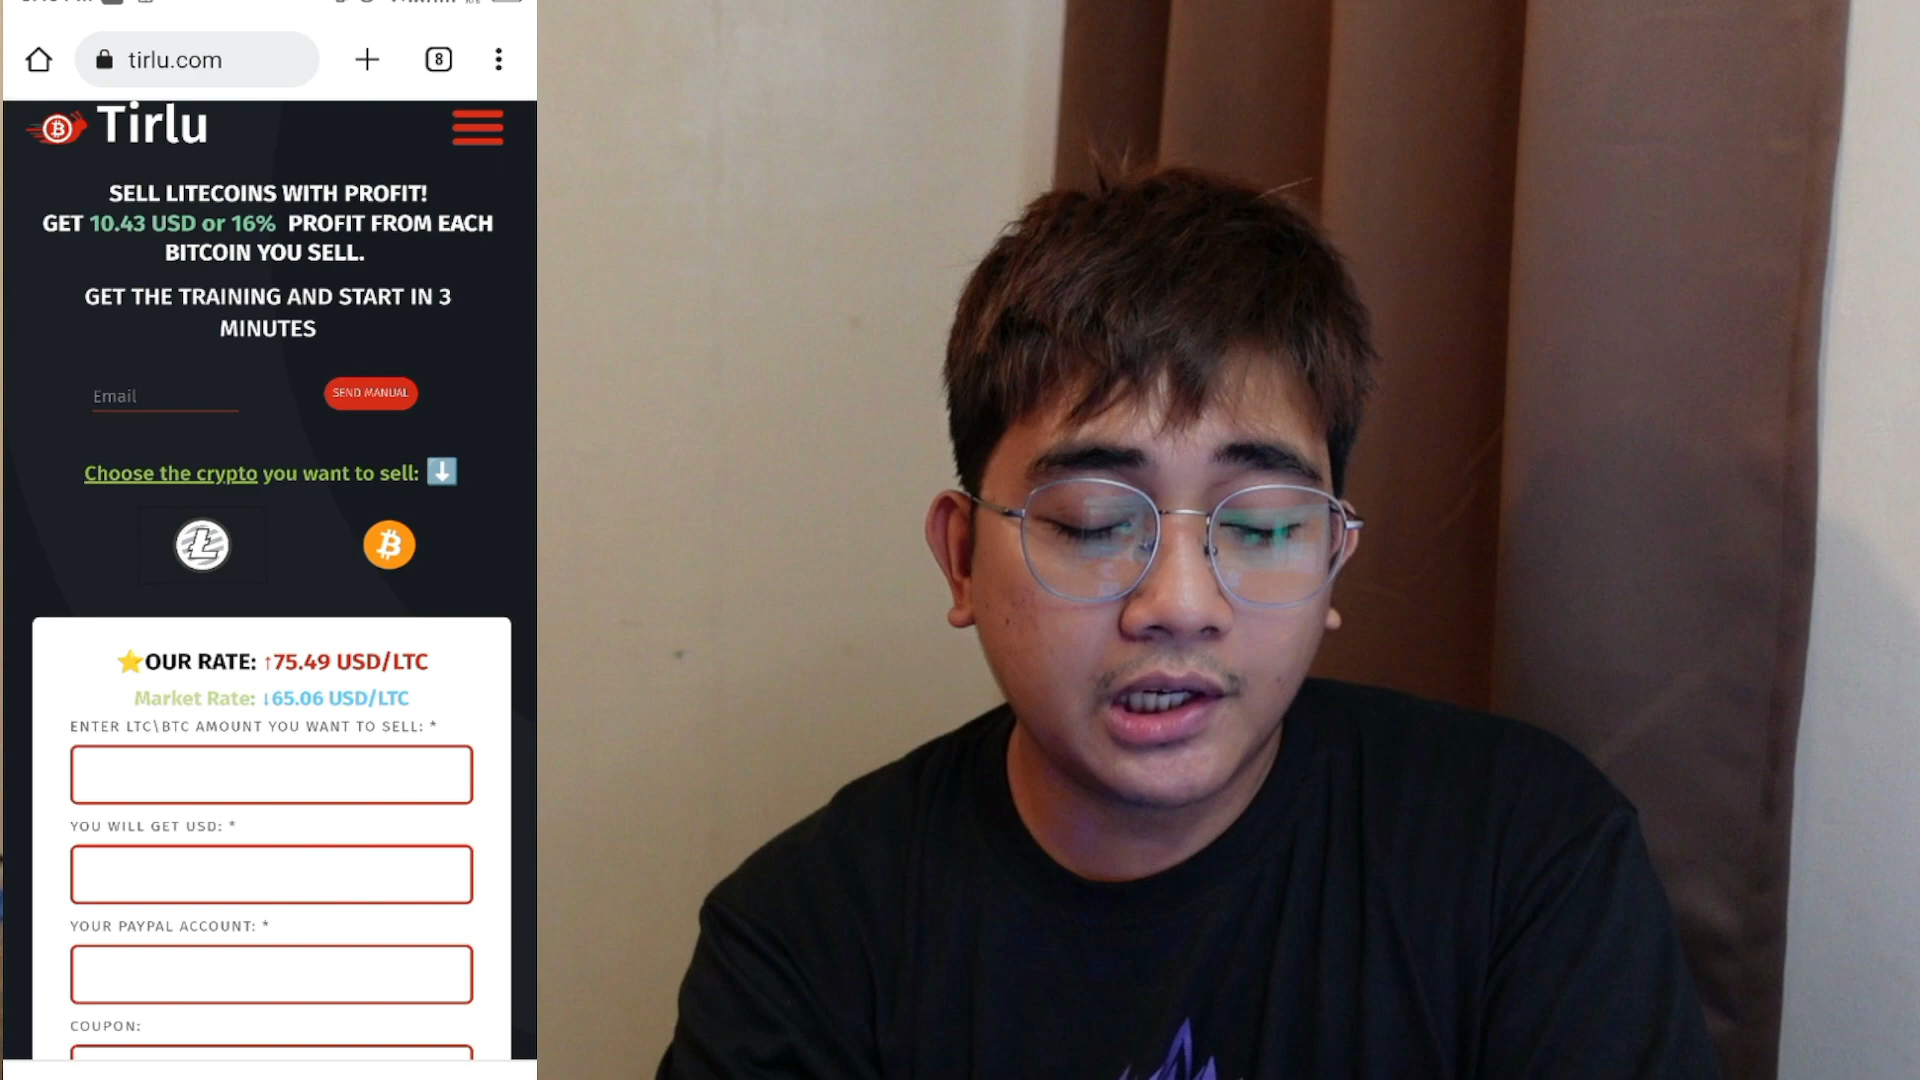 tirlu.com
8
Tirlu
SELL LITECOINS WITH PROFIT!
GET 10.43 USD or 16% PROFIT FROM EACH
BITCOIN YOU SELL.
GET THE TRAINING AND START IN 3
MINUTES
Email
SEND MANUAL
Choose the crypto you want to sell:
⭐OUR RATE: ↑75.49 USD/LTC
Market Rate: ↓65.06 USD/LTC
ENTER LTC\BTC AMOUNT YOU WANT TO SELL: *
YOU WILL GET USD: *
YOUR PAYPAL ACCOUNT: *
COUPON: